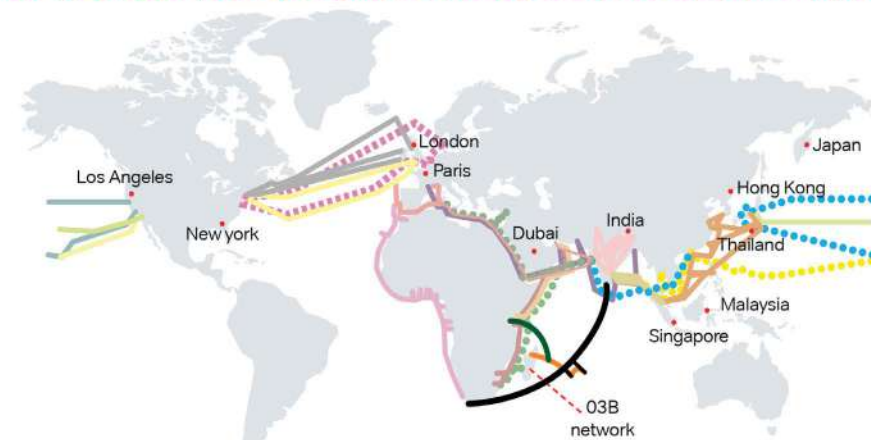 London
Japan
Paris
Los Angeles
Hong Kong
India
New york
Dubai
Thailand
Malaysia
Singapore
03B
network